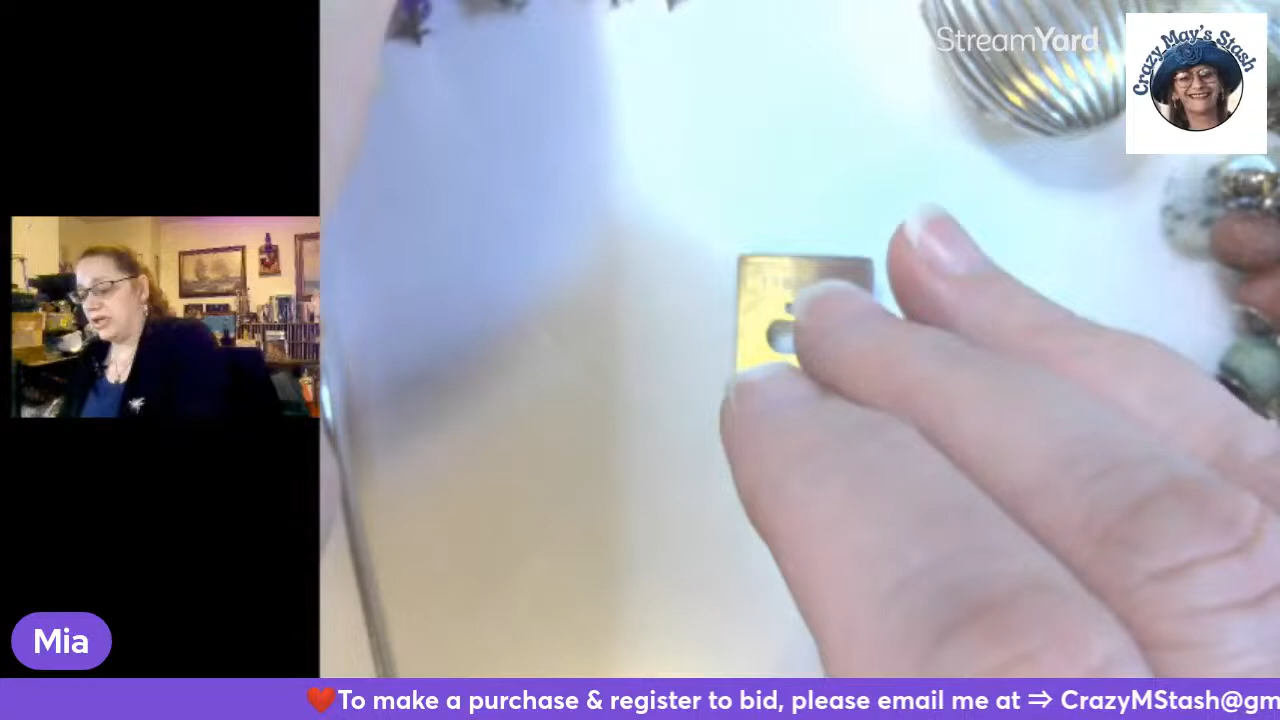 StreamYard
Crazy May's Stash
Mia
❤️To make a purchase & register to bid, please email me at ⇒ CrazyMStash@gm